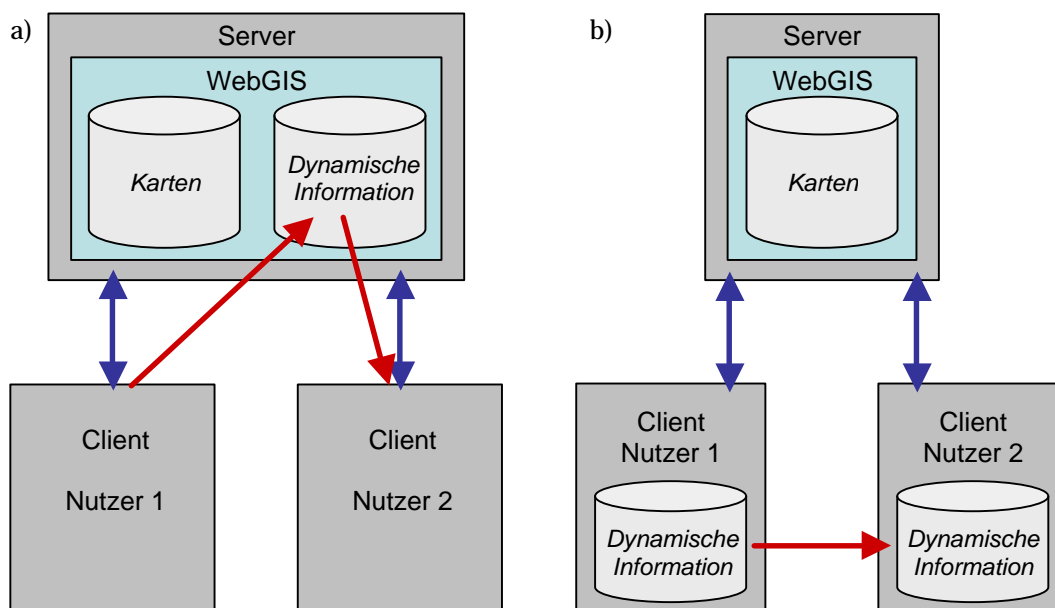 a)
Server
WebGIS
Karten
Dynamische
Information
Client
Nutzer 1
Client
Nutzer 2
b)
Server
WebGIS
Karten
Client
Nutzer 1
Dynamische
Information
Client
Nutzer 2
Dynamische
Information